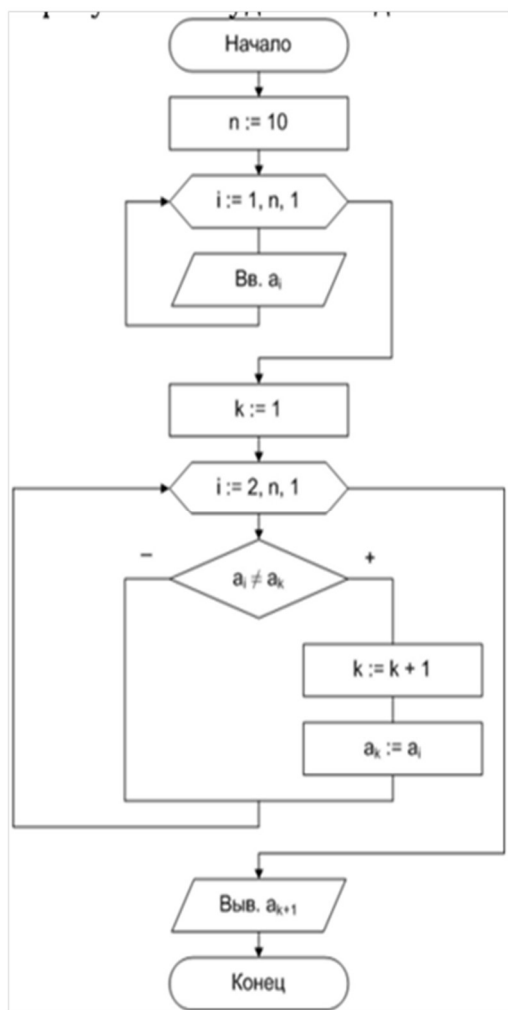 Начало
n := 10
i := 1, n, 1
Вв. aᵢ
k := 1
i := 2, n, 1
– +
aᵢ ≠ aₖ
k := k + 1
aₖ := aᵢ
Выв. aₖ₊₁
Конец